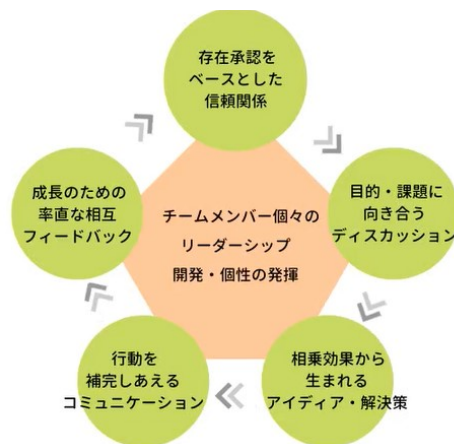 存在承認を
ベースとした
信頼関係
目的・課題に
向き合う
ディスカッション
相乗効果から
生まれる
アイディア・解決策
行動を
補完しあえる
コミュニケーション
成長のための
率直な相互
フィードバック
チームメンバー個々の
リーダーシップ
開発・個性の発揮